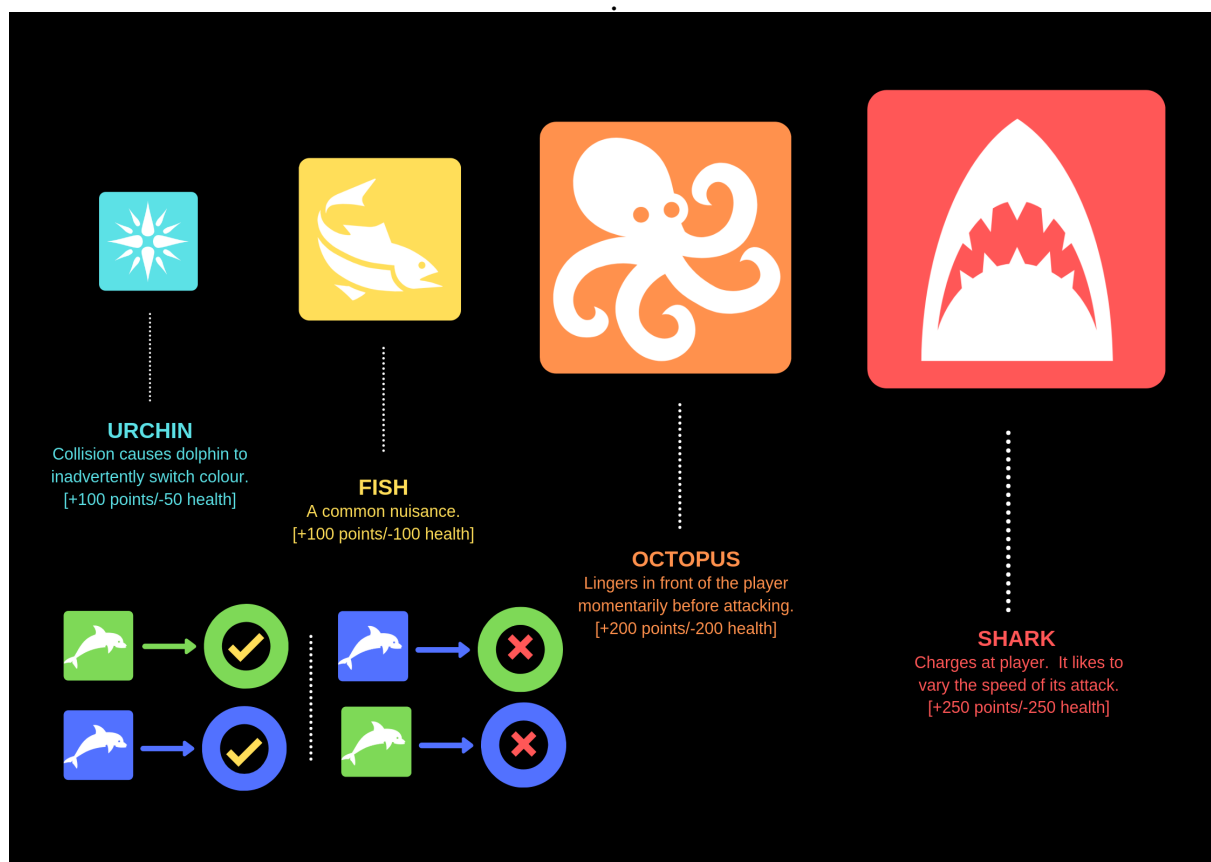 URCHIN
Collision causes dolphin to
inadvertently switch colour.
[+100 points/-50 health]
FISH
A common nuisance.
[+100 points/-100 health]
OCTOPUS
Lingers in front of the player
momentarily before attacking.
[+200 points/-200 health]
SHARK
Charges at player.  It likes to
vary the speed of its attack.
[+250 points/-250 health]